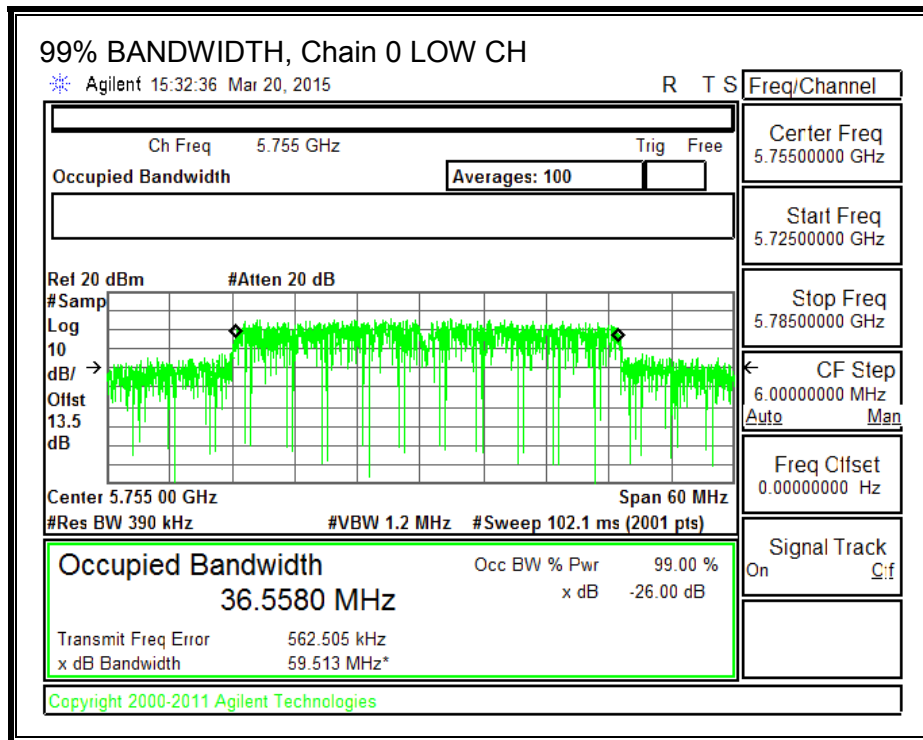 99% BANDWIDTH, Chain 0 LOW CH
Agilent 15:32:36 Mar 20, 2015 R T S
Freq/Channel
Ch Freq 5.755 GHz Trig Free
Occupied Bandwidth Averages: 100
Center Freq
5.75500000 GHz
Start Freq
5.72500000 GHz
Stop Freq
5.78500000 GHz
CF Step
6.00000000 MHz
Auto Man
Freq Offset
0.00000000 Hz
Signal Track
On Off
Ref 20 dBm #Atten 20 dB
#Samp
Log
10
dB/
Offst
13.5
dB
Center 5.755 00 GHz Span 60 MHz
#Res BW 390 kHz #VBW 1.2 MHz #Sweep 102.1 ms (2001 pts)
Occupied Bandwidth
36.5580 MHz
Occ BW % Pwr 99.00 %
x dB -26.00 dB
Transmit Freq Error 562.505 kHz
x dB Bandwidth 59.513 MHz*
Copyright 2000-2011 Agilent Technologies